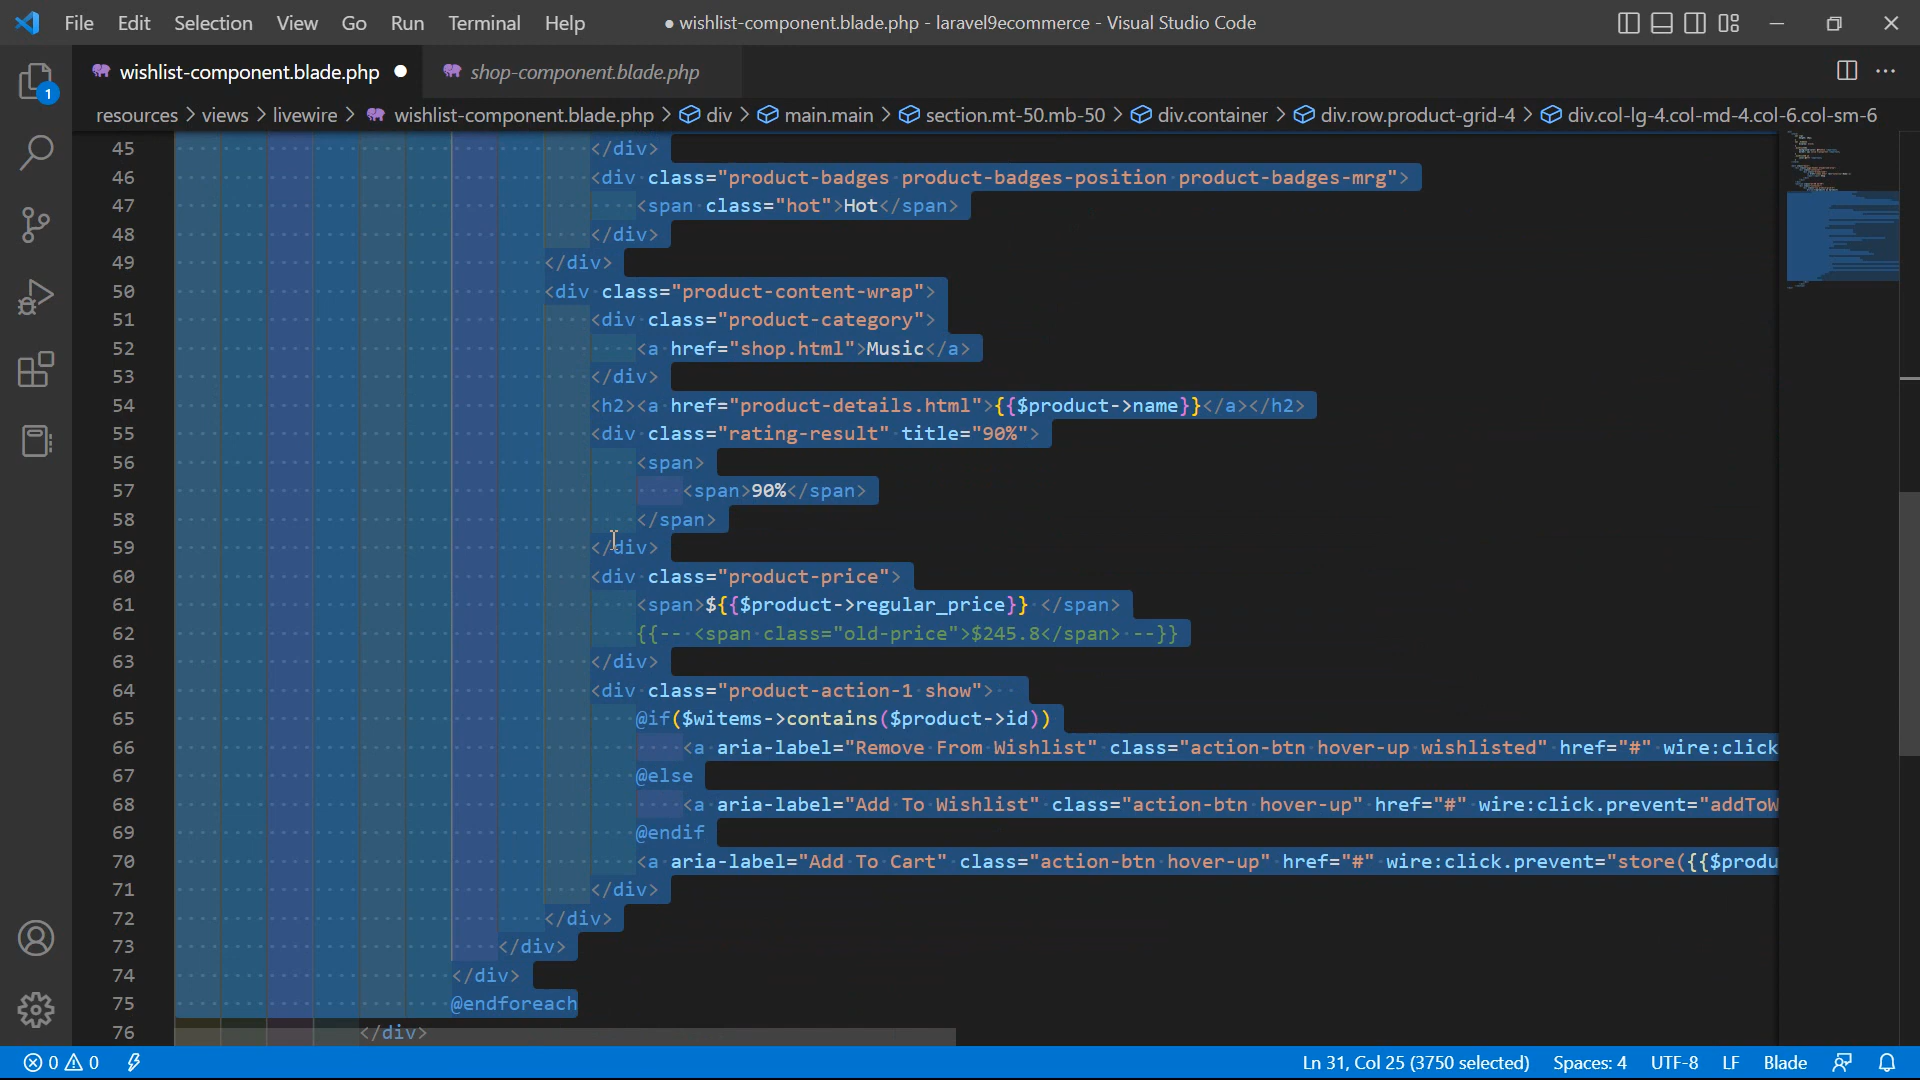 File Edit Selection View Go Run Terminal Help ● wishlist-component.blade.php - laravel9ecommerce - Visual Studio Code
wishlist-component.blade.php ● shop-component.blade.php
resources > views > livewire > wishlist-component.blade.php > div > main.main > section.mt-50.mb-50 > div.container > div.row.product-grid-4 > div.col-lg-4.col-md-4.col-6.col-sm-6
1
45 </div>
46 <div class="product-badges product-badges-position product-badges-mrg">
47 <span class="hot">Hot</span>
48 </div>
49 </div>
50 <div class="product-content-wrap">
51 <div class="product-category">
52 <a href="shop.html">Music</a>
53 </div>
54 <h2><a href="product-details.html">{{$product->name}}</a></h2>
55 <div class="rating-result" title="90%">
56 <span>
57 <span>90%</span>
58 </span>
59 </div>
60 <div class="product-price">
61 <span>${{$product->regular_price}} </span>
62 {{-- <span class="old-price">$245.8</span> --}}
63 </div>
64 <div class="product-action-1 show">
65 @if($witems->contains($product->id))
66 <a aria-label="Remove From Wishlist" class="action-btn hover-up wishlisted" href="#" wire:click
67 @else
68 <a aria-label="Add To Wishlist" class="action-btn hover-up" href="#" wire:click.prevent="addToW
69 @endif
70 <a aria-label="Add To Cart" class="action-btn hover-up" href="#" wire:click.prevent="store({{$produ
71 </div>
72 </div>
73 </div>
74 </div>
75 @endforeach
76 </div>
0 0 Ln 31, Col 25 (3750 selected) Spaces: 4 UTF-8 LF Blade